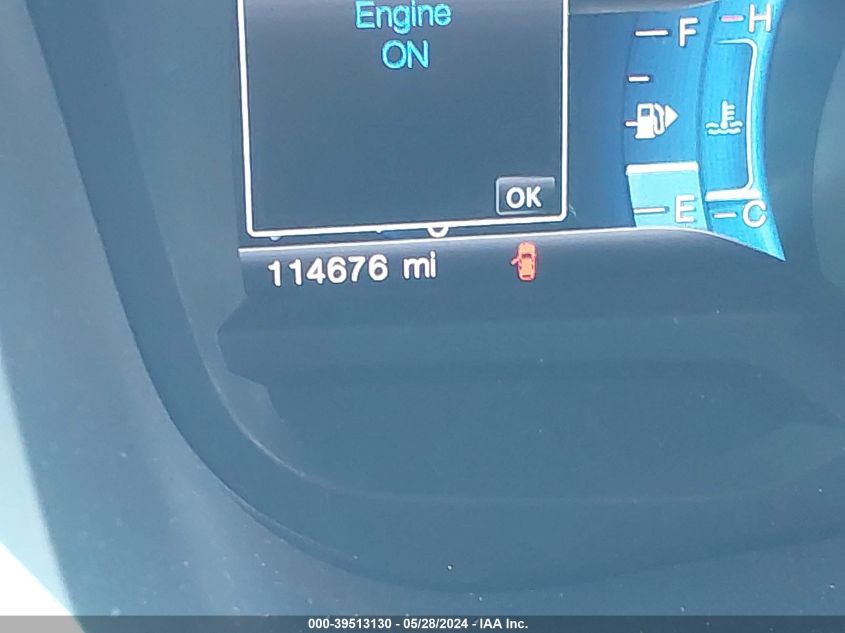 Engine
ON
F
H
OK
E
C
114676 mi
000-39513130 - 05/28/2024 - IAA Inc.